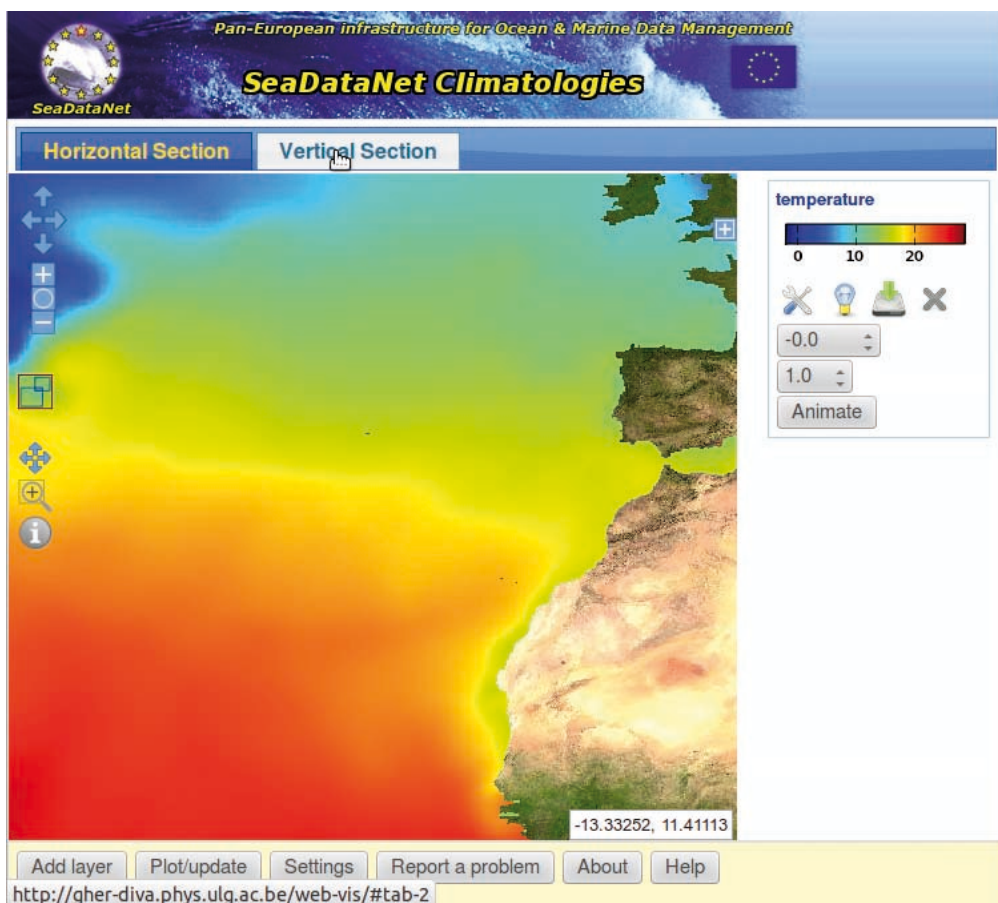 Pan-European infrastructure for Ocean & Marine Data Management
SeaDataNet Climatologies
SeaDataNet
Horizontal Section
Vertical Section
temperature
0 10 20
-0.0
1.0
Animate
-13.33252, 11.41113
Add layer
Plot/update
Settings
Report a problem
About
Help
http://gher-diva.phys.ulg.ac.be/web-vis/#tab-2